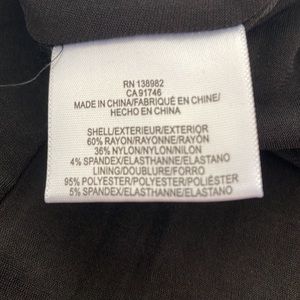 RN 138982
CA 91746
MADE IN CHINA/FABRIQUÉ EN CHINE/
HECHO EN CHINA
SHELL/EXTERIEUR/EXTERIOR
60% RAYON/RAYONNE/RAYÓN
36% NYLON/NYLON/NILON
4% SPANDEX/ELASTHANNE/ELASTANO
LINING/DOUBLURE/FORRO
95% POLYESTER/POLYESTER/POLIÉSTER
5% SPANDEX/ELASTHANNE/ELASTANO